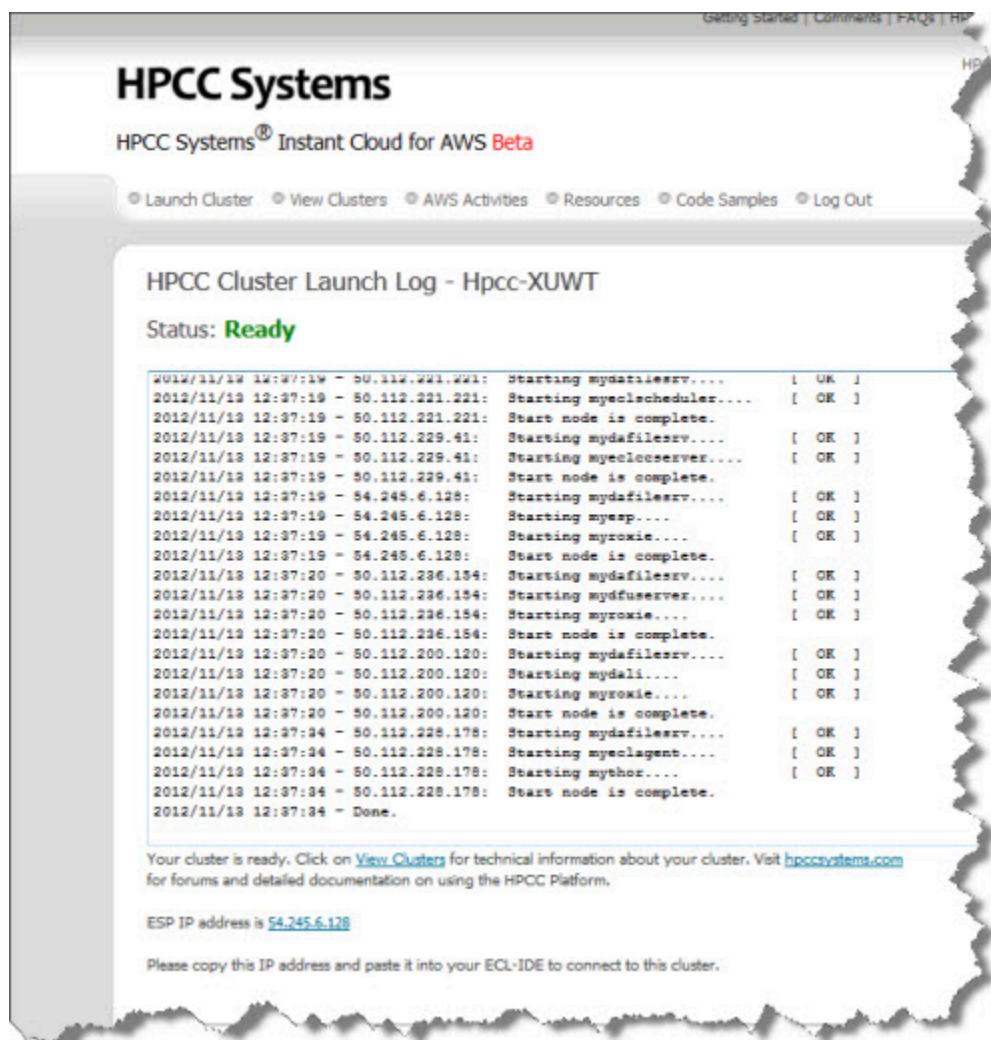 Getting Started | Comments | FAQs |
HPCC Systems
HPCC Systems® Instant Cloud for AWS Beta
Launch Cluster View Clusters AWS Activities Resources Code Samples Log Out
HPCC Cluster Launch Log - Hpcc-XUWT
Status: Ready
2012/11/13 12:37:19 - 50.112.221.221: Starting mydafilesrv.... [ OK ]
2012/11/13 12:37:19 - 50.112.221.221: Starting myeclscheduler.... [ OK ]
2012/11/13 12:37:19 - 50.112.221.221: Start node is complete.
2012/11/13 12:37:19 - 50.112.229.41: Starting mydafilesrv.... [ OK ]
2012/11/13 12:37:19 - 50.112.229.41: Starting myeclccserver.... [ OK ]
2012/11/13 12:37:19 - 50.112.229.41: Start node is complete.
2012/11/13 12:37:19 - 54.245.6.128: Starting mydafilesrv.... [ OK ]
2012/11/13 12:37:19 - 54.245.6.128: Starting myesp.... [ OK ]
2012/11/13 12:37:19 - 54.245.6.128: Starting myroxie.... [ OK ]
2012/11/13 12:37:19 - 54.245.6.128: Start node is complete.
2012/11/13 12:37:20 - 50.112.236.154: Starting mydafilesrv.... [ OK ]
2012/11/13 12:37:20 - 50.112.236.154: Starting mydfuserver.... [ OK ]
2012/11/13 12:37:20 - 50.112.236.154: Starting myroxie.... [ OK ]
2012/11/13 12:37:20 - 50.112.236.154: Start node is complete.
2012/11/13 12:37:20 - 50.112.200.120: Starting mydafilesrv.... [ OK ]
2012/11/13 12:37:20 - 50.112.200.120: Starting mydali.... [ OK ]
2012/11/13 12:37:20 - 50.112.200.120: Starting myroxie.... [ OK ]
2012/11/13 12:37:20 - 50.112.200.120: Start node is complete.
2012/11/13 12:37:34 - 50.112.228.178: Starting mydafilesrv.... [ OK ]
2012/11/13 12:37:34 - 50.112.228.178: Starting myeclagent.... [ OK ]
2012/11/13 12:37:34 - 50.112.228.178: Starting mythor.... [ OK ]
2012/11/13 12:37:34 - 50.112.228.178: Start node is complete.
2012/11/13 12:37:34 - Done.
Your cluster is ready. Click on View Clusters for technical information about your cluster. Visit hpccsystems.com
for forums and detailed documentation on using the HPCC Platform.
ESP IP address is 54.245.6.128
Please copy this IP address and paste it into your ECL-IDE to connect to this cluster.